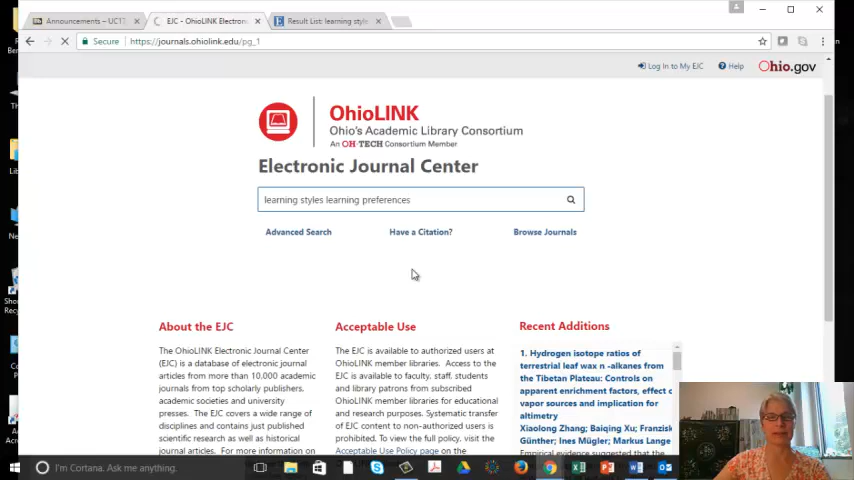 Announcements – UC17
EJC - OhioLINK Electronic
Result List: learning style
Secure
https://journals.ohiolink.edu/pg_1
Log In to My EJC
Help
Ohio.gov
OhioLINK
Ohio's Academic Library Consortium
An OH·TECH Consortium Member
Electronic Journal Center
learning styles learning preferences
Advanced Search
Have a Citation?
Browse Journals
About the EJC
The OhioLINK Electronic Journal Center
(EJC) is a database of electronic journal
articles from more than 10,000 academic
journals from top scholarly publishers,
academic societies and university
presses. The EJC covers a wide range of
disciplines and contains just published
scientific research as well as historical
journal articles. For more information on
Acceptable Use
The EJC is available to authorized users at
OhioLINK member libraries. Access to the
EJC is available to faculty, staff, students
and library patrons from subscribed
OhioLINK member libraries for educational
and research purposes. Systematic transfer
of EJC content to non-authorized users is
prohibited. To view the full policy, visit the
Acceptable Use Policy page on
Recent Additions
1. Hydrogen isotope ratios of
terrestrial leaf wax n -alkanes from
the Tibetan Plateau: Controls on
apparent enrichment factors, effect o
vapor sources and implication for
altimetry
Xiaolong Zhang; Baiqing Xu; Franzisk
Günther; Ines Mügler; Markus Lange
Empirical evidence suggested that the
I'm Cortana. Ask me anything.